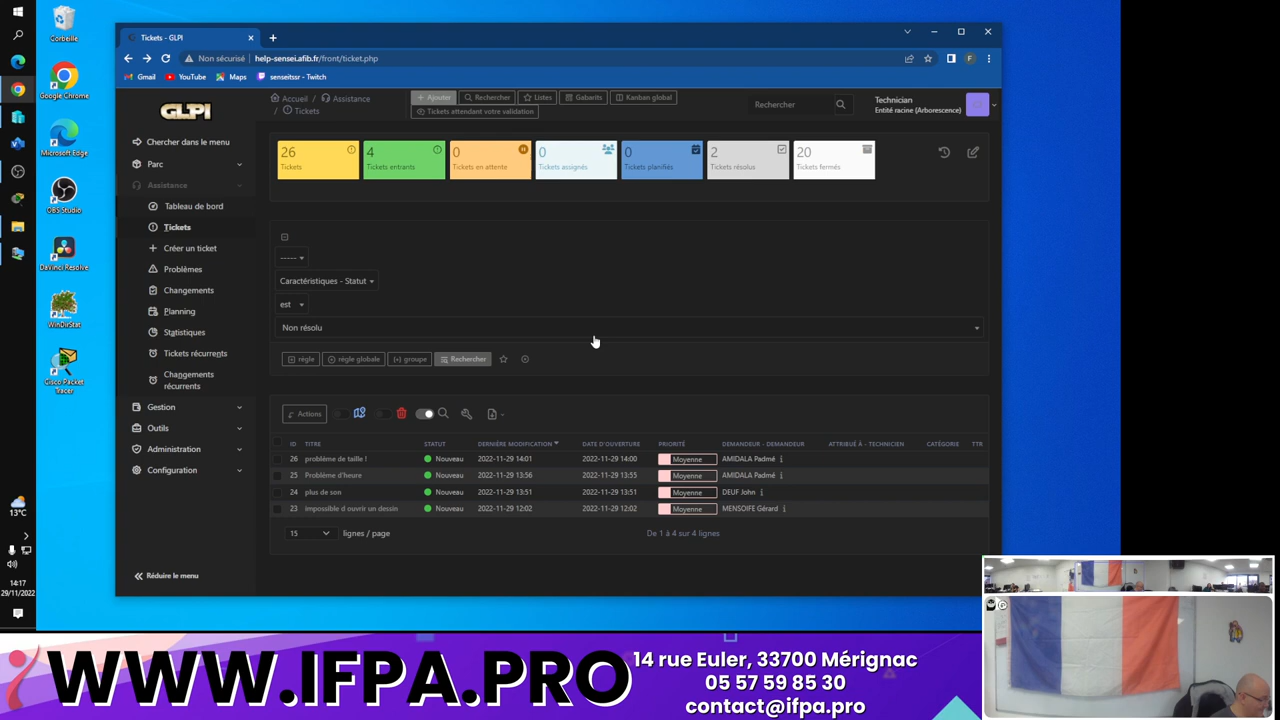 Corbeille
Google Chrome
Microsoft Edge
OBS Studio
DaVinci Resolve
WinDirStat
Cisco Packet
Tracer
13°C
14:17
29/11/2022
Tickets - GLPI
Non sécurisé | help-sensei.afib.fr/front/ticket.php
F
Gmail YouTube Maps senseitssr - Twitch
GLPI
Chercher dans le menu
Parc
Assistance
Tableau de bord
Tickets
Créer un ticket
Problèmes
Changements
Planning
Statistiques
Tickets récurrents
Changements
récurrents
Gestion
Outils
Administration
Configuration
Réduire le menu
Accueil / Assistance
/ Tickets
+ Ajouter Rechercher Listes Gabarits Kanban global
Tickets attendant votre validation
Rechercher
Technician
Entité racine (Arborescence)
26
Tickets
4
Tickets entrants
0
Tickets en attente
0
Tickets assignés
0
Tickets planifiés
2
Tickets résolus
20
Tickets fermés
-----
Caractéristiques - Statut
est
Non résolu
règle règle globale (+) groupe Rechercher
Actions
ID TITRE STATUT DERNIÈRE MODIFICATION DATE D'OUVERTURE PRIORITÉ DEMANDEUR - DEMANDEUR ATTRIBUÉ À - TECHNICIEN CATÉGORIE TTR
26 problème de taille ! Nouveau 2022-11-29 14:01 2022-11-29 14:00 Moyenne AMIDALA Padmé i
25 Problème d'heure Nouveau 2022-11-29 13:56 2022-11-29 13:55 Moyenne AMIDALA Padmé i
24 plus de son Nouveau 2022-11-29 13:51 2022-11-29 13:51 Moyenne DEUF John i
23 impossible d ouvrir un dessin Nouveau 2022-11-29 12:02 2022-11-29 12:02 Moyenne MENSOIFE Gérard i
15 lignes / page De 1 à 4 sur 4 lignes
WWW.IFPA.PRO
14 rue Euler, 33700 Mérignac
05 57 59 85 30
contact@ifpa.pro